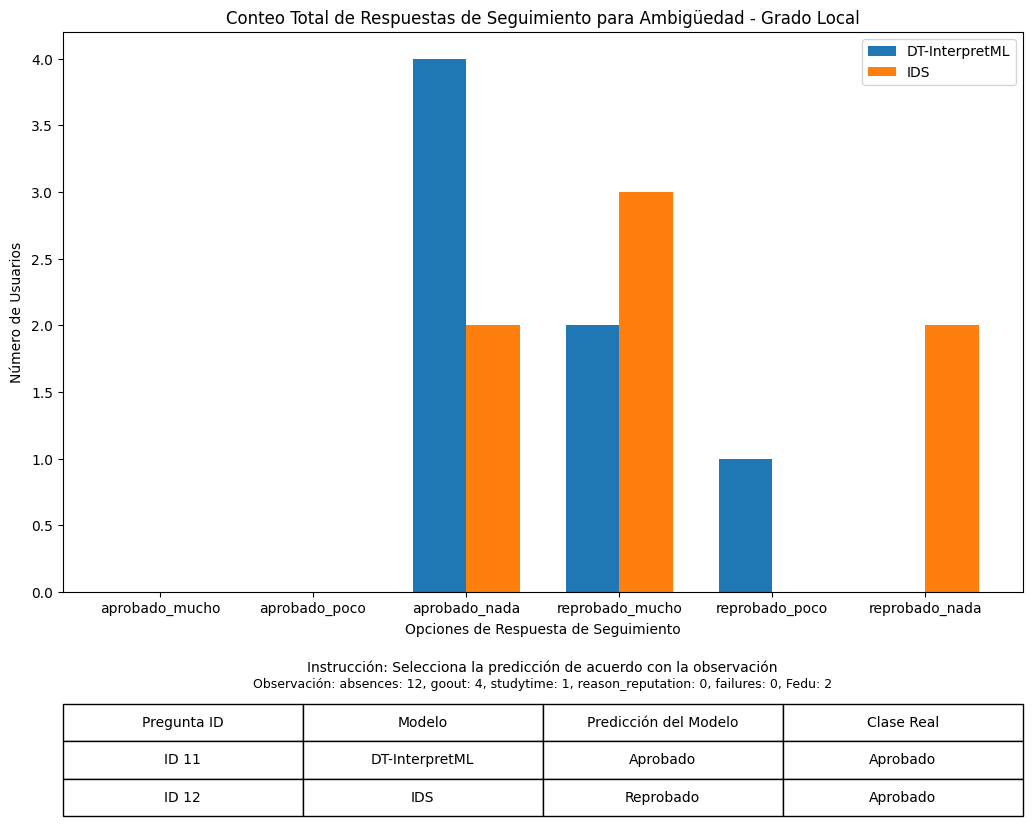 Conteo Total de Respuestas de Seguimiento para Ambigüedad - Grado Local
DT-InterpretML
IDS
4.0
3.5
3.0
2.5
2.0
1.5
1.0
0.5
0.0
Número de Usuarios
aprobado_mucho aprobado_poco aprobado_nada reprobado_mucho reprobado_poco reprobado_nada
Opciones de Respuesta de Seguimiento
Instrucción: Selecciona la predicción de acuerdo con la observación
Observación: absences: 12, goout: 4, studytime: 1, reason_reputation: 0, failures: 0, Fedu: 2
Pregunta ID Modelo Predicción del Modelo Clase Real
ID 11 DT-InterpretML Aprobado Aprobado
ID 12 IDS Reprobado Aprobado